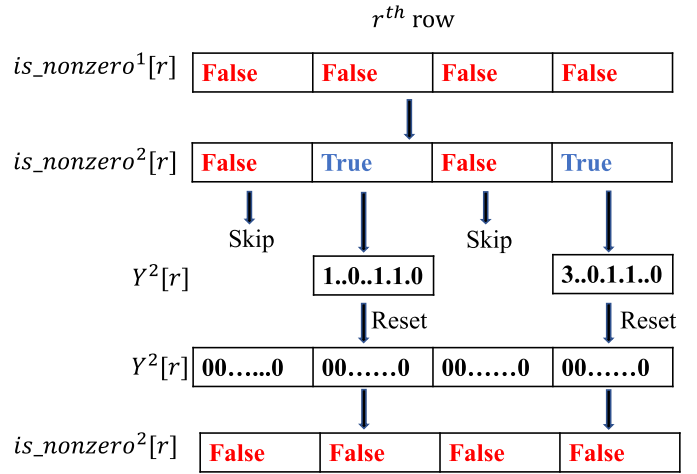 r^th row
is_nonzero^1[r] False False False False
is_nonzero^2[r] False True False True
Skip Skip
Y^2[r] 1..0..1.1.0 3..0.1.1..0
Reset Reset
Y^2[r] 00…...0 00……0 00……0 00……0
is_nonzero^2[r] False False False False